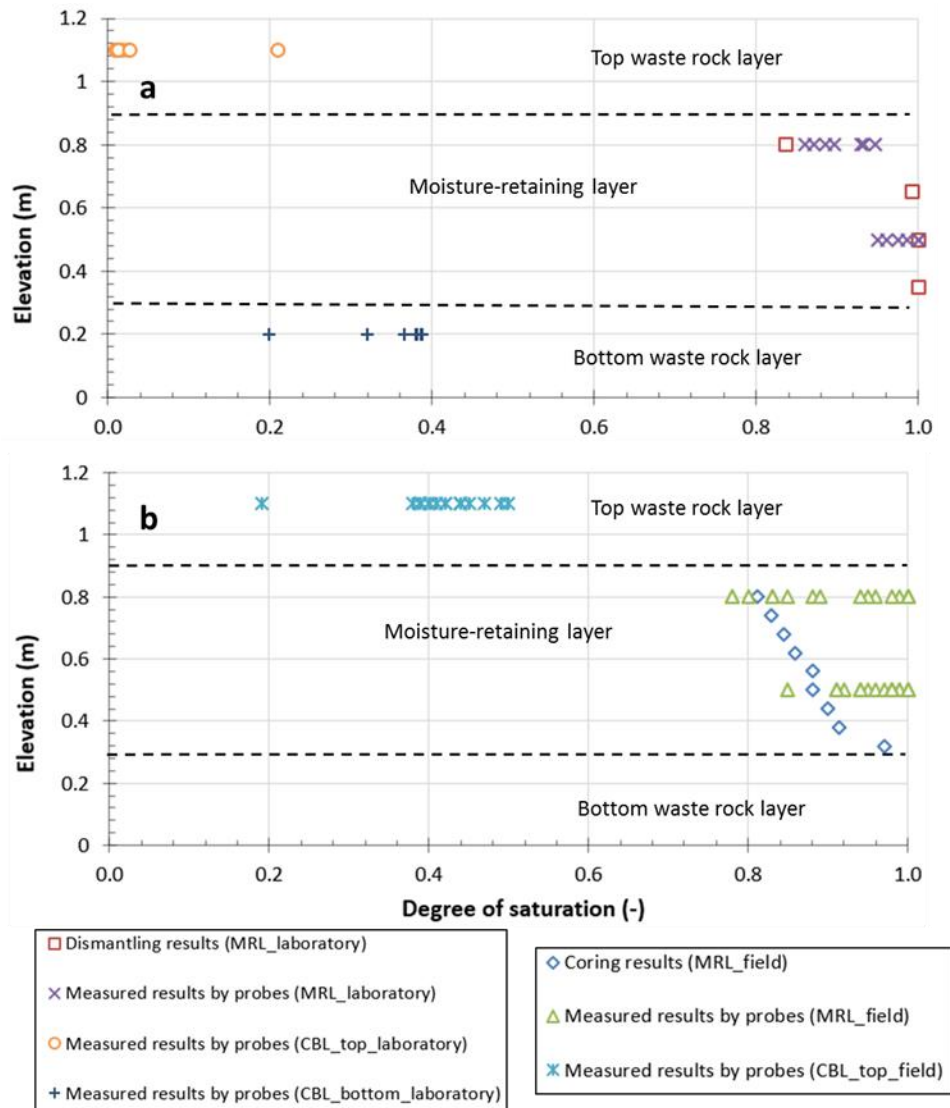 1.2
Top waste rock layer
1
a
0.8
Moisture-retaining layer
0.6
0.4
0.2
Bottom waste rock layer
0
Elevation (m)
0.0 0.2 0.4 0.6 0.8 1.0
1.2
b
Top waste rock layer
1
0.8
Moisture-retaining layer
0.6
0.4
0.2
Bottom waste rock layer
0
Elevation (m)
0.0 0.2 0.4 0.6 0.8 1.0
Degree of saturation (-)
Dismantling results (MRL_laboratory)
Measured results by probes (MRL_laboratory)
Measured results by probes (CBL_top_laboratory)
Measured results by probes (CBL_bottom_laboratory)
Coring results (MRL_field)
Measured results by probes (MRL_field)
Measured results by probes (CBL_top_field)